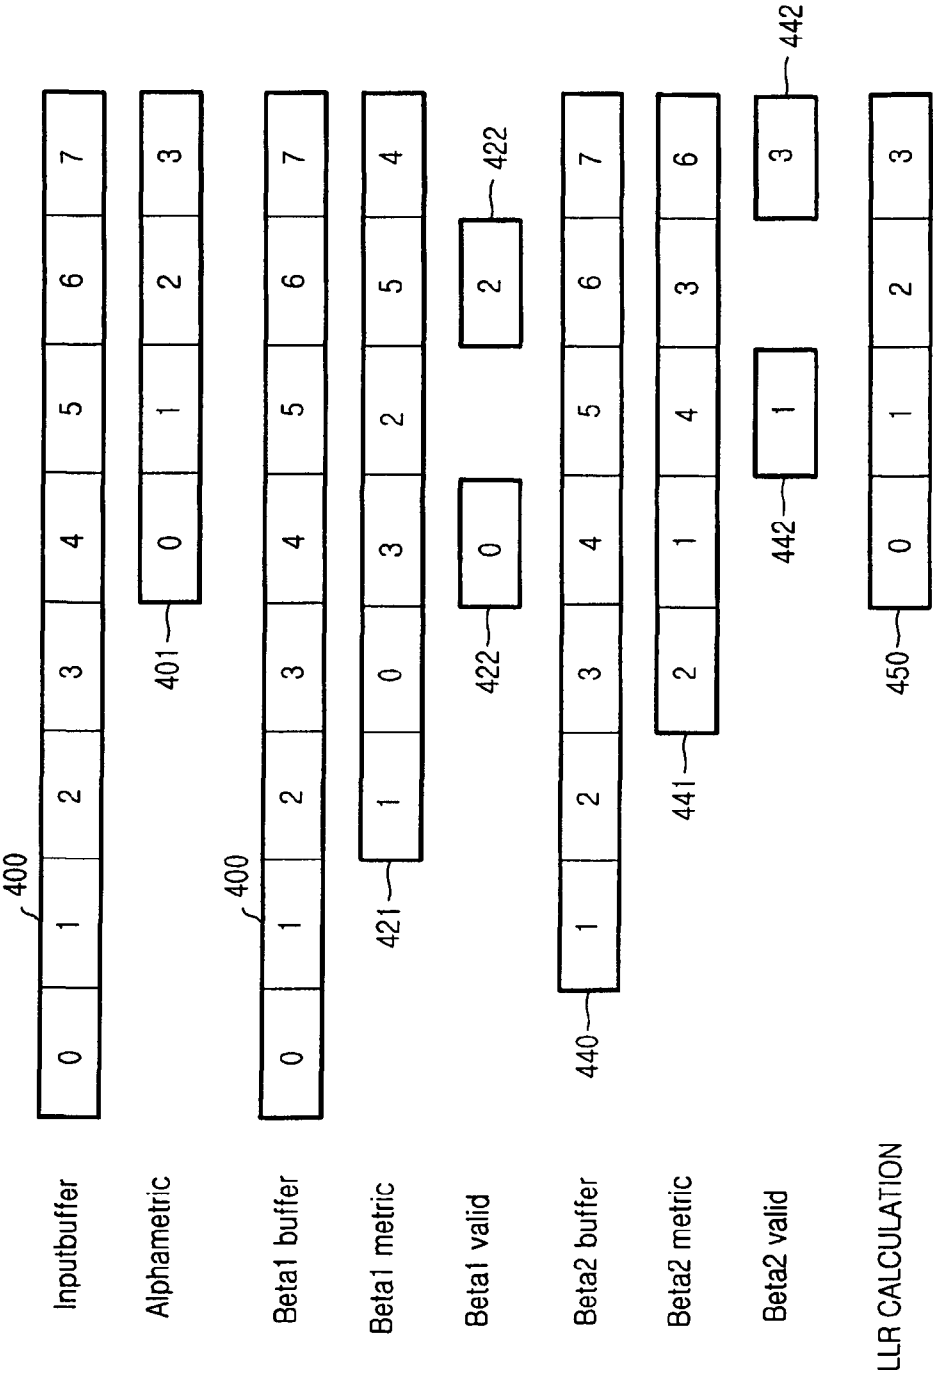 400
Inputbuffer 0 1 2 3 4 5 6 7
Alphametric 0 1 2 3
401
400
Beta1 buffer 0 1 2 3 4 5 6 7
Beta1 metric 1 0 3 2 5 4
421
Beta1 valid 0 2
422 422
Beta2 buffer 1 2 3 4 5 6 7
440
Beta2 metric 2 1 4 3 6
441
Beta2 valid 1 3
442 442
LLR CALCULATION 0 1 2 3
450